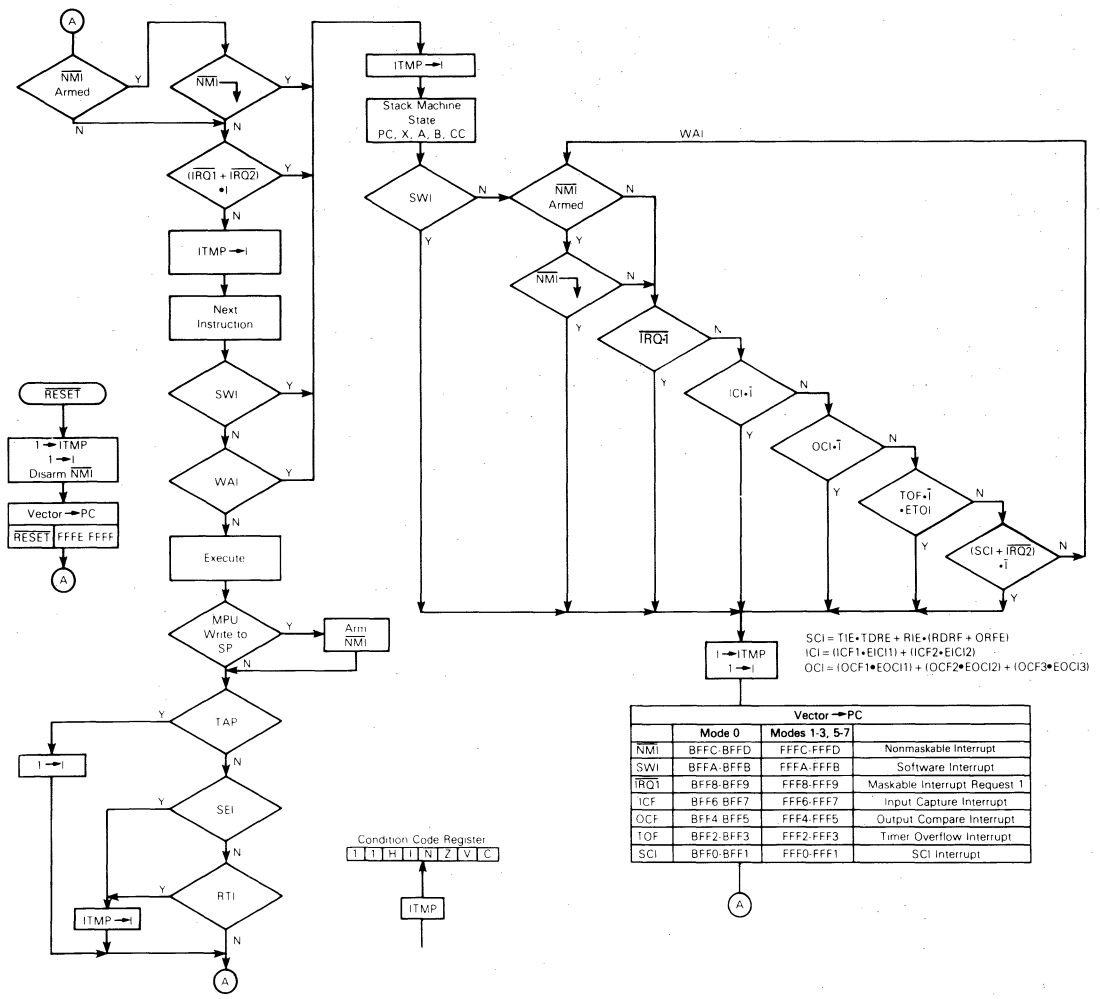 A
NMI
Armed
Y
N
NMI
Y
N
(IRQ1 + IRQ2)
•I
Y
N
ITMP → I
Next
Instruction
SWI
Y
N
WAI
Y
N
Execute
MPU
Write to
SP
Y
N
Arm
NMI
TAP
Y
N
1 → I
SEI
Y
N
RTI
Y
N
ITMP → I
A
RESET
1 → ITMP
1 → I
Disarm NMI
Vector → PC
RESET FFFE FFFF
A
ITMP → I
Stack Machine
State
PC, X, A, B, CC
SWI
N
Y
WAI
NMI
Armed
N
Y
NMI
N
Y
IRQ1
N
Y
ICI•I
N
Y
OCI•I
N
Y
TOF•I
•ETOI
N
Y
(SCI + IRQ2)
•I
N
Y
I → ITMP
1 → I
SCI = TIE•TDRE + RIE•(RDRF + ORFE)
ICI = (ICF1•EICI1) + (ICF2•EICI2)
OCI = (OCF1•EOCI1) + (OCF2•EOCI2) + (OCF3•EOCI3)
Vector → PC
Mode 0 Modes 1-3, 5-7
NMI BFFC-BFFD FFFC-FFFD Nonmaskable Interrupt
SWI BFFA-BFFB FFFA-FFFB Software Interrupt
IRQ1 BFF8-BFF9 FFF8-FFF9 Maskable Interrupt Request 1
ICF BFF6 BFF7 FFF6-FFF7 Input Capture Interrupt
OCF BFF4 BFF5 FFF4-FFF5 Output Compare Interrupt
TOF BFF2-BFF3 FFF2-FFF3 Timer Overflow Interrupt
SCI BFF0-BFF1 FFF0-FFF1 SCI Interrupt
A
Condition Code Register
1 1 H I N Z V C
ITMP